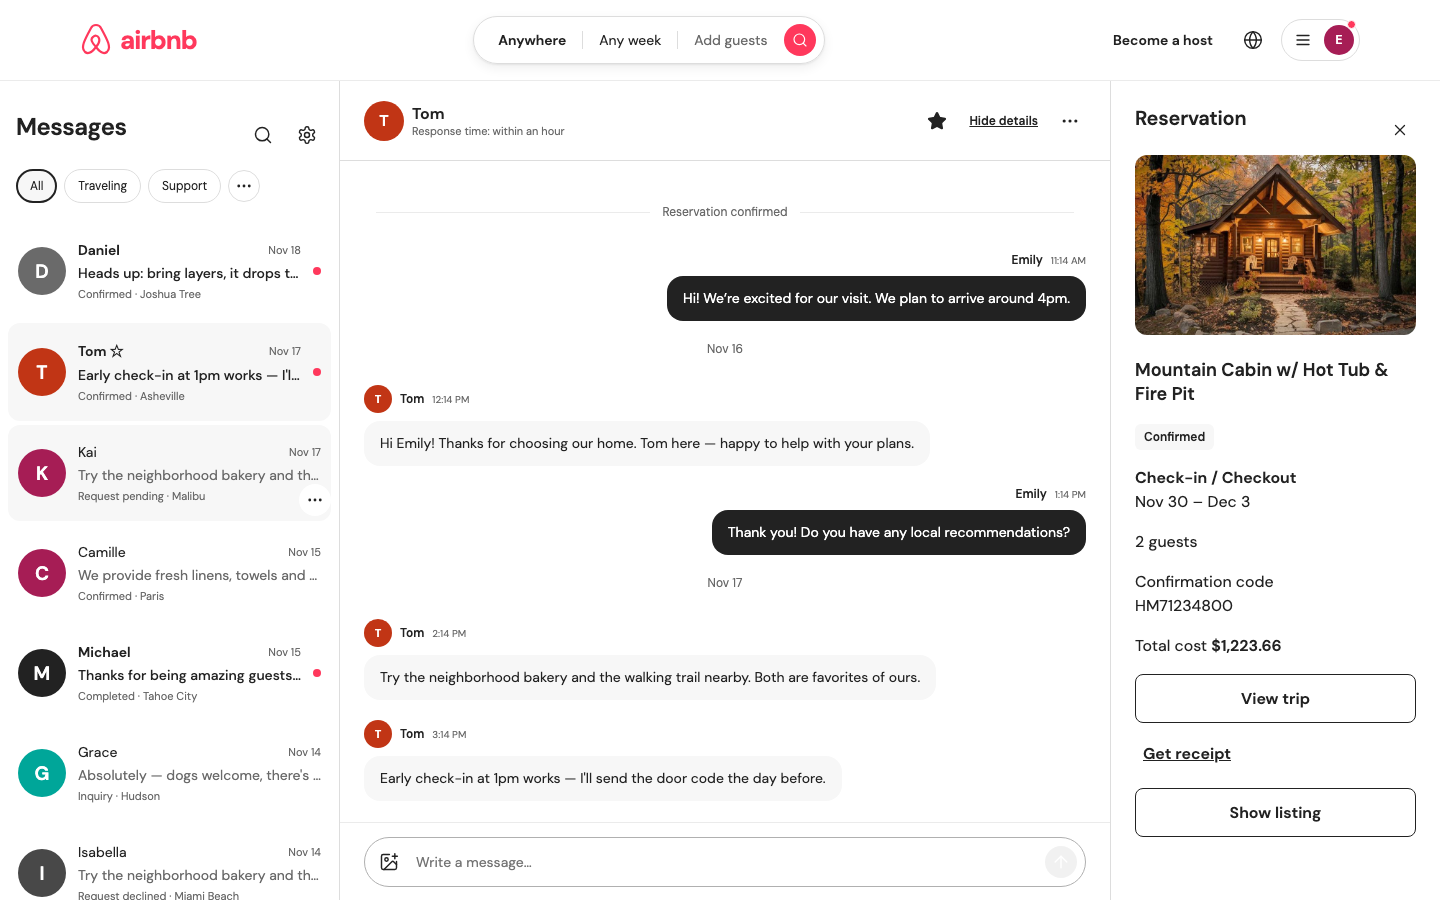 airbnb
Anywhere
Any week
Add guests
Become a host
E
Messages
All
Traveling
Support
D
Daniel
Nov 18
Heads up: bring layers, it drops t...
Confirmed · Joshua Tree
T
Tom ☆
Nov 17
Early check-in at 1pm works — I'l...
Confirmed · Asheville
K
Kai
Nov 17
Try the neighborhood bakery and th...
Request pending · Malibu
C
Camille
Nov 15
We provide fresh linens, towels and ...
Confirmed · Paris
M
Michael
Nov 15
Thanks for being amazing guests...
Completed · Tahoe City
G
Grace
Nov 14
Absolutely — dogs welcome, there's ...
Inquiry · Hudson
I
Isabella
Nov 14
Try the neighborhood bakery and th...
Request declined · Miami Beach
T
Tom
Response time: within an hour
Hide details
Reservation confirmed
Emily 11:14 AM
Hi! We’re excited for our visit. We plan to arrive around 4pm.
Nov 16
T
Tom 12:14 PM
Hi Emily! Thanks for choosing our home. Tom here — happy to help with your plans.
Emily 1:14 PM
Thank you! Do you have any local recommendations?
Nov 17
T
Tom 2:14 PM
Try the neighborhood bakery and the walking trail nearby. Both are favorites of ours.
T
Tom 3:14 PM
Early check-in at 1pm works — I'll send the door code the day before.
Write a message...
Reservation
Mountain Cabin w/ Hot Tub &
Fire Pit
Confirmed
Check-in / Checkout
Nov 30 – Dec 3
2 guests
Confirmation code
HM71234800
Total cost $1,223.66
View trip
Get receipt
Show listing